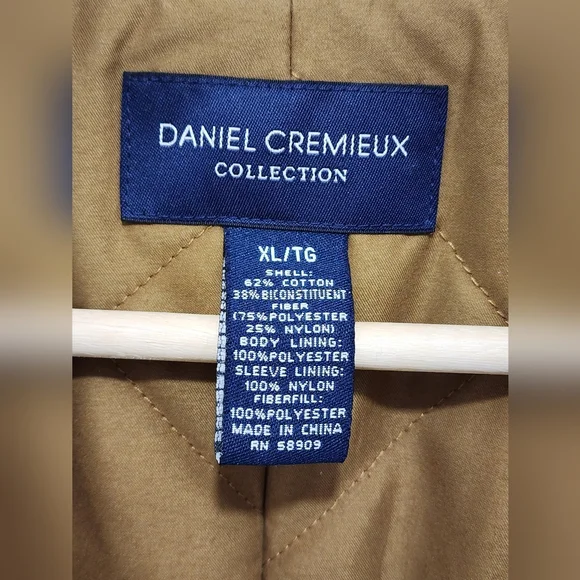 DANIEL CREMIEUX
COLLECTION
XL/TG
SHELL:
62% COTTON
38% BICONSTITUENT
FIBER
(75% POLYESTER
25% NYLON)
BODY LINING:
100% POLYESTER
SLEEVE LINING:
100% NYLON
FIBERFILL:
100% POLYESTER
MADE IN CHINA
RN 58909